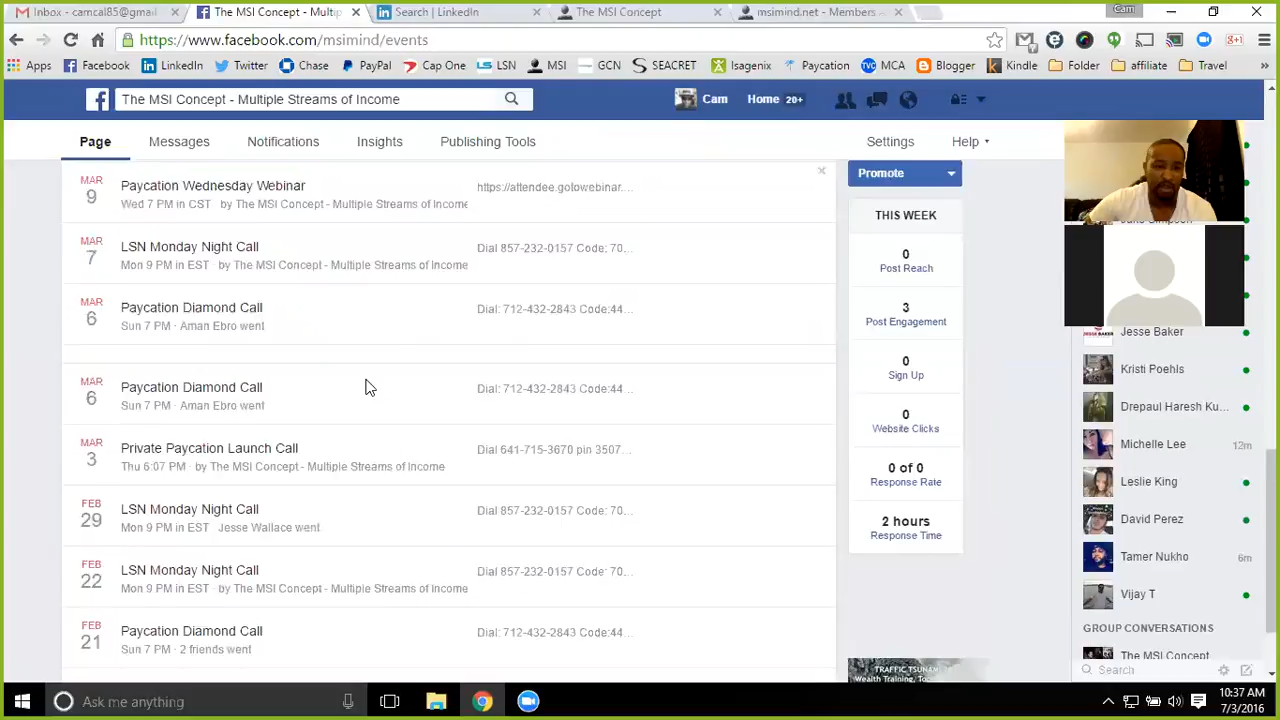 Inbox - camcal85@gmail
The MSI Concept - Multip
Search | LinkedIn
The MSI Concept
msimind.net - Members
Cam
https://www.facebook.com/msimind/events
Apps
Facebook
LinkedIn
Twitter
Chase
PayPal
Cap One
LSN
MSI
GCN
SEACRET
Isagenix
Paycation
MCA
Blogger
Kindle
Folder
affiliate
Travel
The MSI Concept - Multiple Streams of Income
Cam
Home 20+
Page
Messages
Notifications
Insights
Publishing Tools
Settings
Help
MAR
9
Paycation Wednesday Webinar
Wed 7 PM in CST · by The MSI Concept - Multiple Streams of Income
https://attendee.gotowebinar....
MAR
7
LSN Monday Night Call
Mon 9 PM in EST · by The MSI Concept - Multiple Streams of Income
Dial 857-232-0157 Code: 70...
MAR
6
Paycation Diamond Call
Sun 7 PM · Aman Ebro went
Dial: 712-432-2843 Code:44...
MAR
6
Paycation Diamond Call
Sun 7 PM · Aman Ebro went
Dial: 712-432-2843 Code:44...
MAR
3
Private Paycation Launch Call
Thu 6:07 PM · by The MSI Concept - Multiple Streams of Income
Dial 641-715-3670 pin 3507...
FEB
29
LSN Monday Night Call
Mon 9 PM in EST · Jesse Wallace went
Dial 857-232-0157 Code: 70...
FEB
22
LSN Monday Night Call
Mon 9 PM in EST · by The MSI Concept - Multiple Streams of Income
Dial 857-232-0157 Code: 70...
FEB
21
Paycation Diamond Call
Sun 7 PM · 2 friends went
Dial: 712-432-2843 Code:44...
Promote
THIS WEEK
0
Post Reach
3
Post Engagement
0
Sign Up
0
Website Clicks
0 of 0
Response Rate
2 hours
Response Time
TRAFFIC TSUNAMI
Wealth Training, To
Jesse Baker
Kristi Poehls
Drepaul Haresh Ku...
Michelle Lee
12m
Leslie King
David Perez
Tamer Nukho
6m
Vijay T
GROUP CONVERSATIONS
The MSI Concept
Search
Ask me something
10:37 AM
7/3/2016